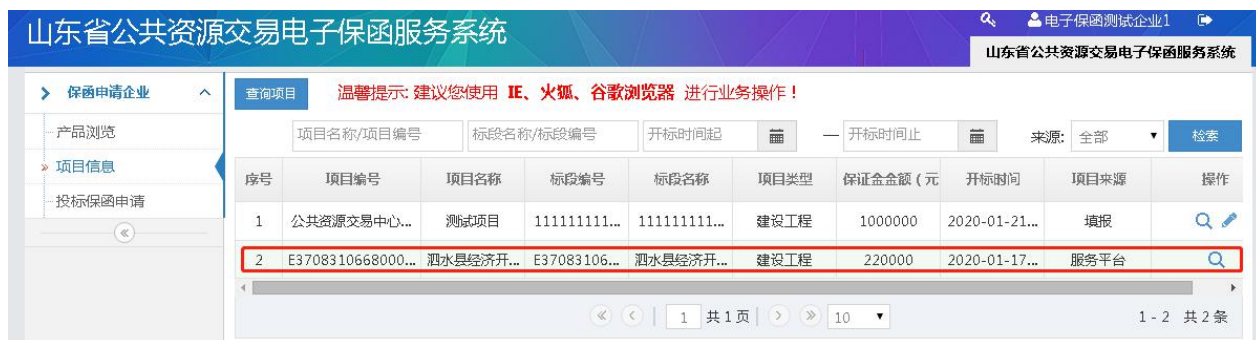 山东省公共资源交易电子保函服务系统
电子保函测试企业1
山东省公共资源交易电子保函服务系统
保函申请企业
产品浏览
项目信息
投标保函申请
查询项目 温馨提示: 建议您使用 IE、火狐、谷歌浏览器 进行业务操作！
项目名称/项目编号 标段名称/标段编号 开标时间起 — 开标时间止 来源: 全部 检索
序号 项目编号 项目名称 标段编号 标段名称 项目类型 保证金金额 ( 元 开标时间 项目来源 操作
1 公共资源交易中心... 测试项目 111111111... 111111111... 建设工程 1000000 2020-01-21... 填报
2 E3708310668000... 泗水县经济开... E37083106... 泗水县经济开... 建设工程 220000 2020-01-17... 服务平台
1 共1页 10 1 - 2 共2条